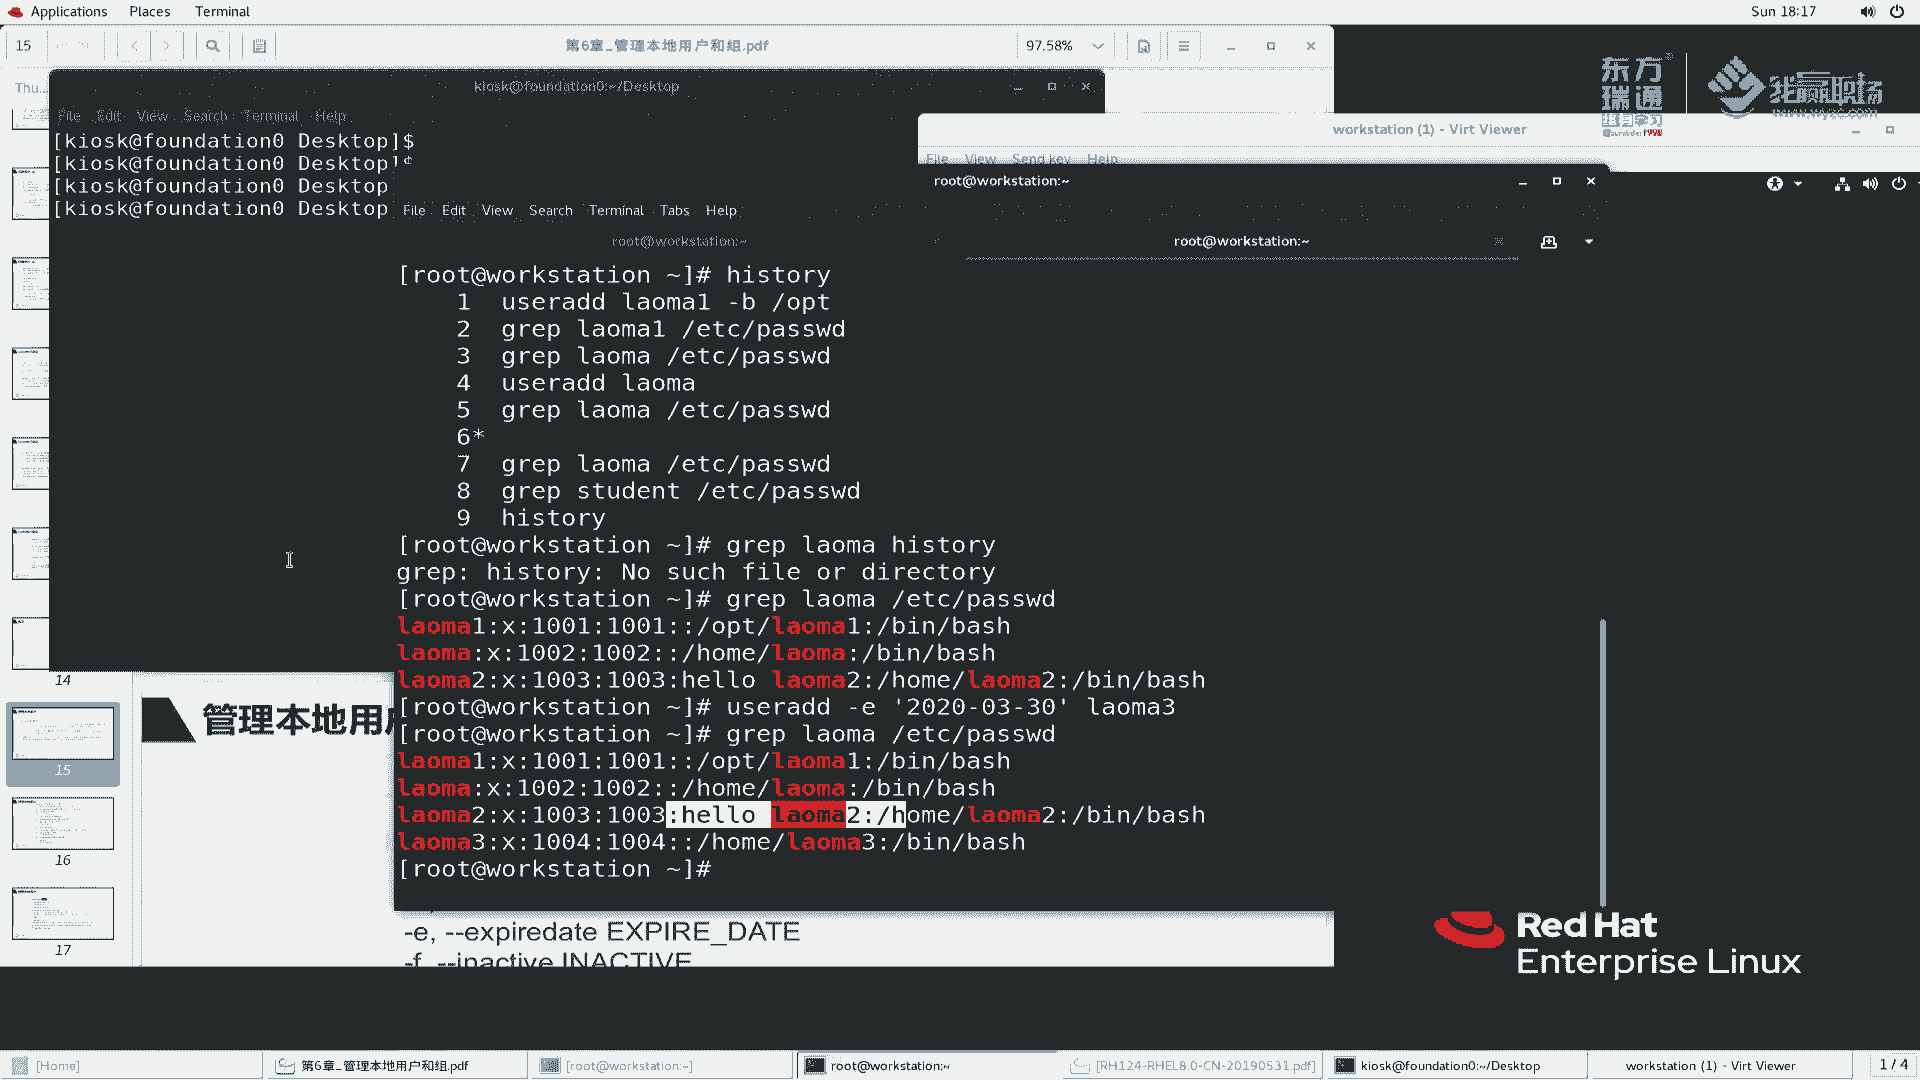 Applications Places Terminal
Sun 18:17
15
第6章_管理本地用户和组.pdf
97.58%
Thu...
kiosk@foundation0:~/Desktop
File Edit View Search Terminal Help
[kiosk@foundation0 Desktop]$
[kiosk@foundation0 Desktop]$
[kiosk@foundation0 Desktop
[kiosk@foundation0 Desktop
东方
瑞通
workstation (1) - Virt Viewer
File View Send key Help
root@workstation:~
File Edit View Search Terminal Tabs Help
root@workstation:~
root@workstation:~
[root@workstation ~]# history
1 useradd laoma1 -b /opt
2 grep laoma1 /etc/passwd
3 grep laoma /etc/passwd
4 useradd laoma
5 grep laoma /etc/passwd
6*
7 grep laoma /etc/passwd
8 grep student /etc/passwd
9 history
[root@workstation ~]# grep laoma history
grep: history: No such file or directory
[root@workstation ~]# grep laoma /etc/passwd
laoma1:x:1001:1001::/opt/laoma1:/bin/bash
laoma:x:1002:1002::/home/laoma:/bin/bash
laoma2:x:1003:1003:hello laoma2:/home/laoma2:/bin/bash
[root@workstation ~]# useradd -e '2020-03-30' laoma3
[root@workstation ~]# grep laoma /etc/passwd
laoma1:x:1001:1001::/opt/laoma1:/bin/bash
laoma:x:1002:1002::/home/laoma:/bin/bash
laoma2:x:1003:1003:hello laoma2:/home/laoma2:/bin/bash
laoma3:x:1004:1004::/home/laoma3:/bin/bash
[root@workstation ~]#
14
15
16
17
管理本地用
-e, --expiredate EXPIRE_DATE
-f, --inactive INACTIVE
Red Hat
Enterprise Linux
[Home]
第6章_管理本地用户和组.pdf
[root@workstation:~]
root@workstation:~
[RH124-RHEL8.0-CN-20190531.pdf]
kiosk@foundation0:~/Desktop
workstation (1) - Virt Viewer
1 / 4